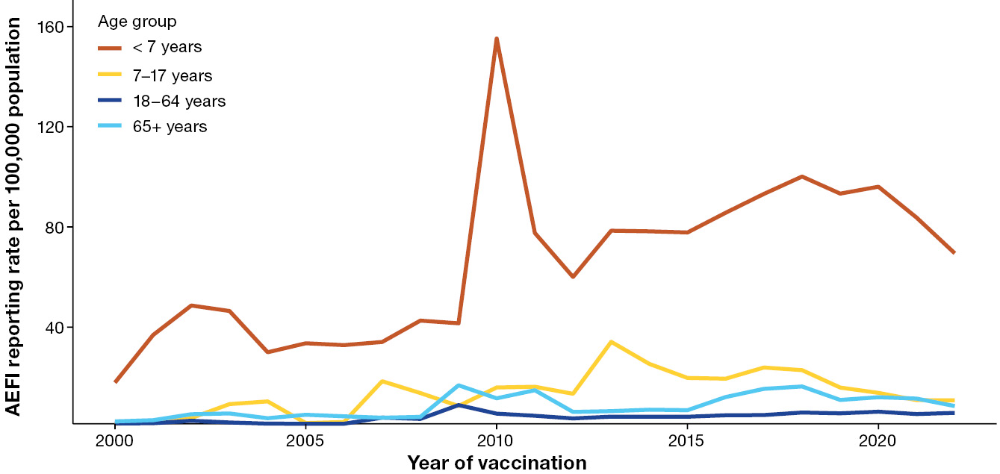 AEFI reporting rate per 100,000 population
160
120
80
40
Age group
< 7 years
7–17 years
18–64 years
65+ years
2000 2005 2010 2015 2020
Year of vaccination